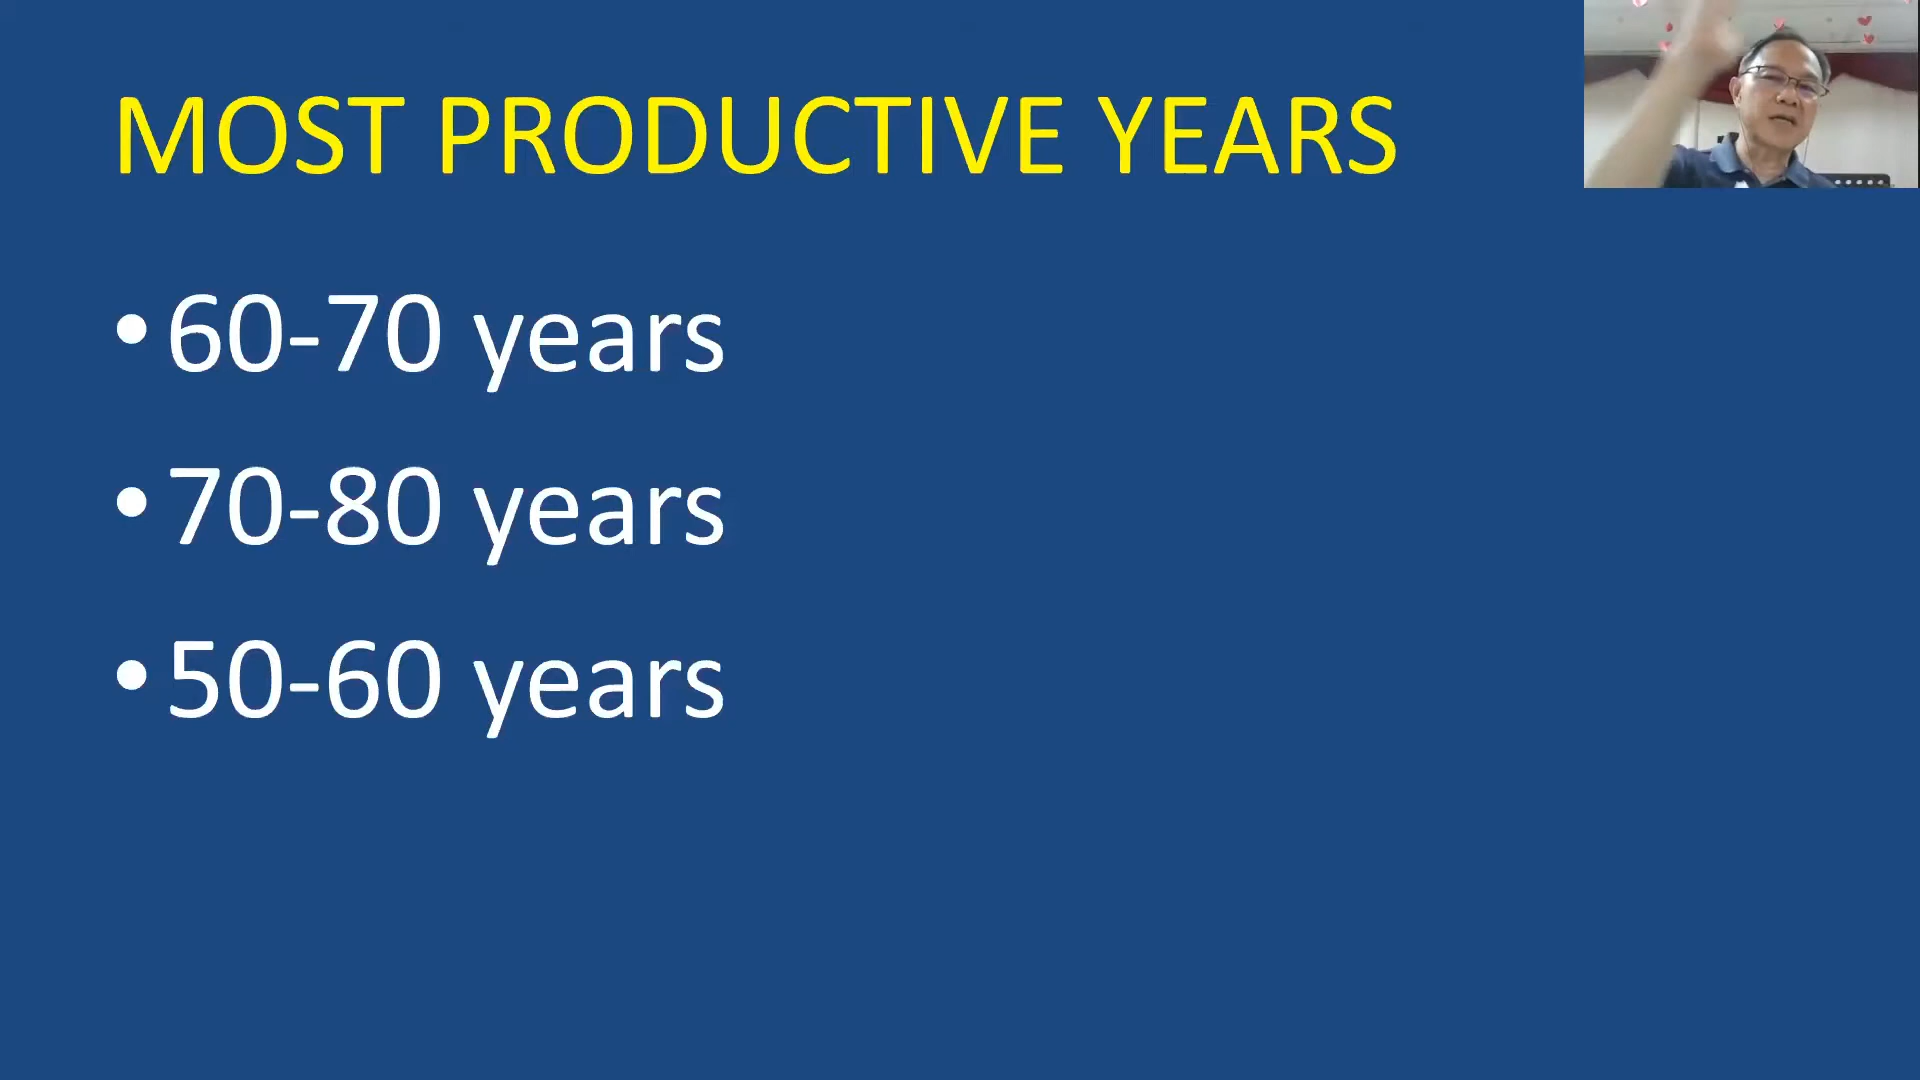 MOST PRODUCTIVE YEARS
• 60-70 years
• 70-80 years
• 50-60 years